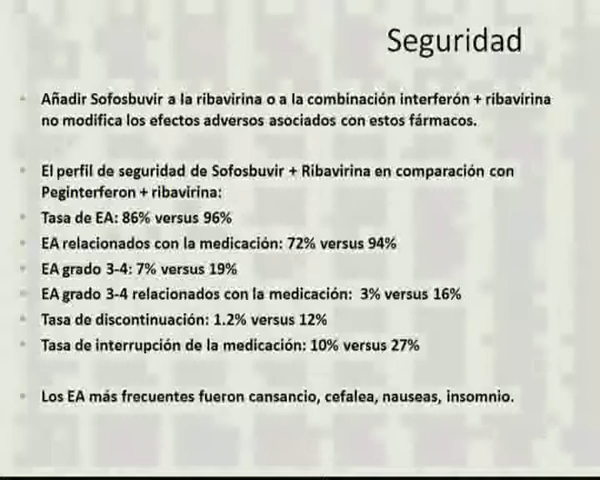 Seguridad
Añadir Sofosbuvir a la ribavirina o a la combinación interferón + ribavirina
no modifica los efectos adversos asociados con estos fármacos.
El perfil de seguridad de Sofosbuvir + Ribavirina en comparación con
Peginterferon + ribavirina:
Tasa de EA: 86% versus 96%
EA relacionados con la medicación: 72% versus 94%
EA grado 3-4: 7% versus 19%
EA grado 3-4 relacionados con la medicación: 3% versus 16%
Tasa de discontinuación: 1.2% versus 12%
Tasa de interrupción de la medicación: 10% versus 27%
Los EA más frecuentes fueron cansancio, cefalea, nauseas, insomnio.